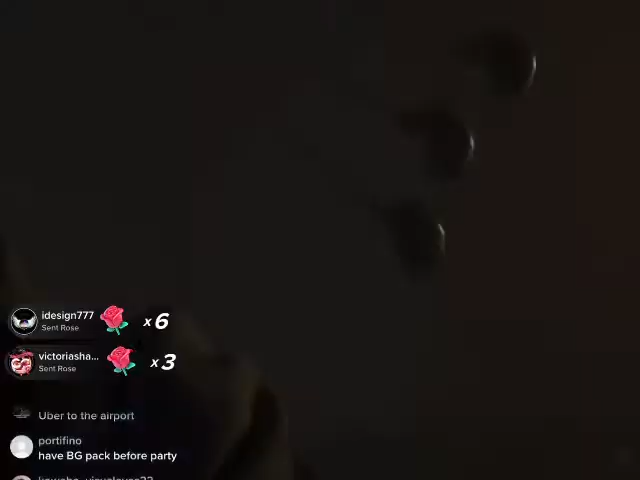 idesign777
Sent Rose
x6
victoriasha...
Sent Rose
x3
Uber to the airport
portifino
have BG pack before party